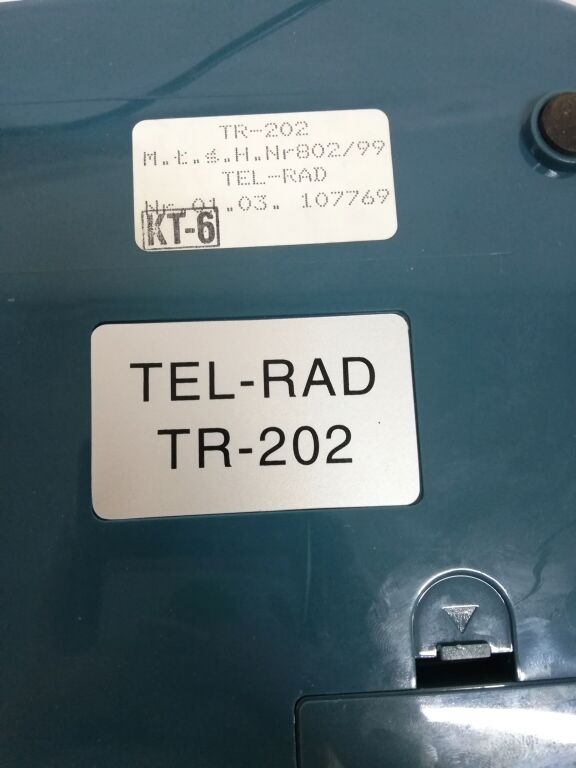 TR-202
M.t.ś.H.Nr802/99
TEL-RAD
Nr.01.03. 107769
KT-6
TEL-RAD
TR-202